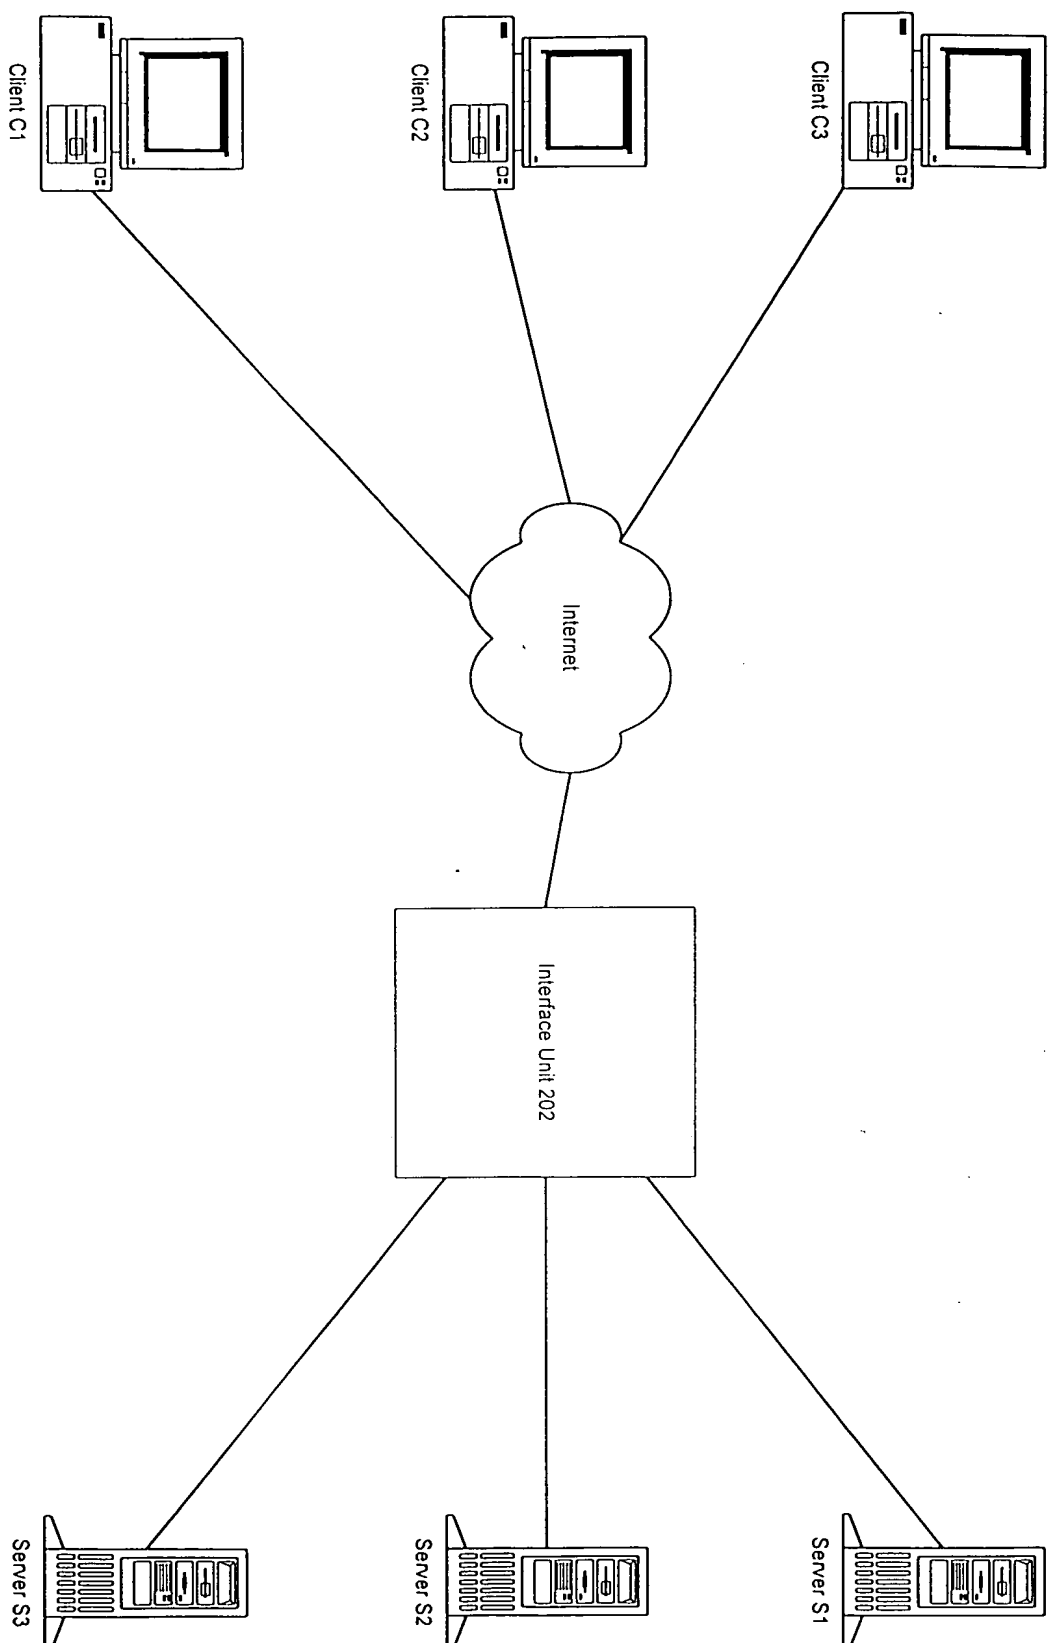 Client C3
Server S1
Client C2
Internet
Interface Unit 202
Server S2
Client C1
Server S3